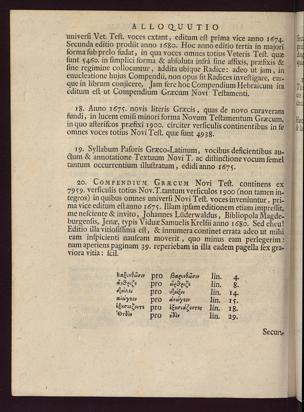 ALLOQUUTIO
universi Vet. Test. voces extant, editum est prima vice anno 1674.
Secunda editio prodiit anno 1680. Hoc anno editio tertia in majori
forma sub prelo sudat, in qua voces omnes totius Veteris Test. quæ
sunt 5460. in simplici forma & absoluta infrà sine affixis, præfixis &
sine regimine collocantur, addita ubique Radice: adeo ut jam, in
enucleatione hujus Compendii, non opus sit Radices investigare, eas-
que in librum conjicere, Jam fere hoc Compendium Hebraicum ita
editum est ut Compendium Græcum Novi Testamenti.
18. Anno 1675. novis literis Græcis, quas de novo curaveram
fundi, in lucem emisi minori forma Novum Testamentum Græcum,
in quo asteriscos præfixi 1900. circiter versiculis continentibus in se
omnes voces totius Novi Test. quæ sunt 4938.
19. Syllabum Pasoris Græco-Latinum, vocibus deficientibus au-
ctum & annotatione Textuum Novi T. ac distinctione vocum semel
tantum occurrentium illustratum, edidi anno 1675.
20. COMPENDIUM GRÆCUM Novi Test. continens ex
7959. versiculis totius Nov. T. tantum versiculos 1900 (non tamen in-
tegros) in quibus omnes universi Novi Test. voces inveniuntur, pri-
ma vice editum est anno 1675. Illam ipsam editionem etiam impressit,
me nesciente & invito, Johannes Luderwaldus, Bibliopola Magde-
burgensis, Jenæ, typis Viduæ Samuelis Krebsii anno 1680. Sed eheu!
Editio illa vitiosissima est, & innumera continet errata adeo ut mihi
eam inspicienti nauseam moverit, quo minus eam perlegerim:
nam aperiens paginam 39. reperiebam in illa eadem pagella sex gra-
viora vitia: scil.
pro lin. 4.
pro lin. 8.
pro lin. 14.
pro lin. 15.
pro lin. 18.
pro lin. 29.
Secun-